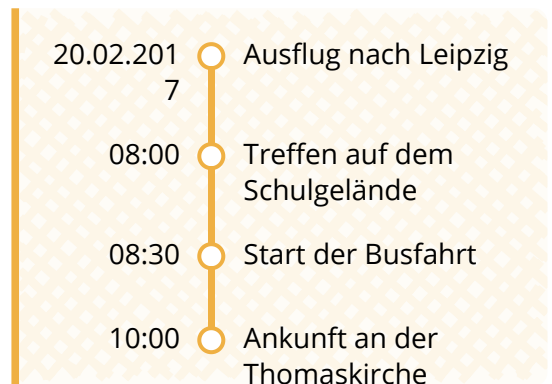 20.02.201 Ausflug nach Leipzig
7
08:00 Treffen auf dem
Schulgelände
08:30 Start der Busfahrt
10:00 Ankunft an der
Thomaskirche